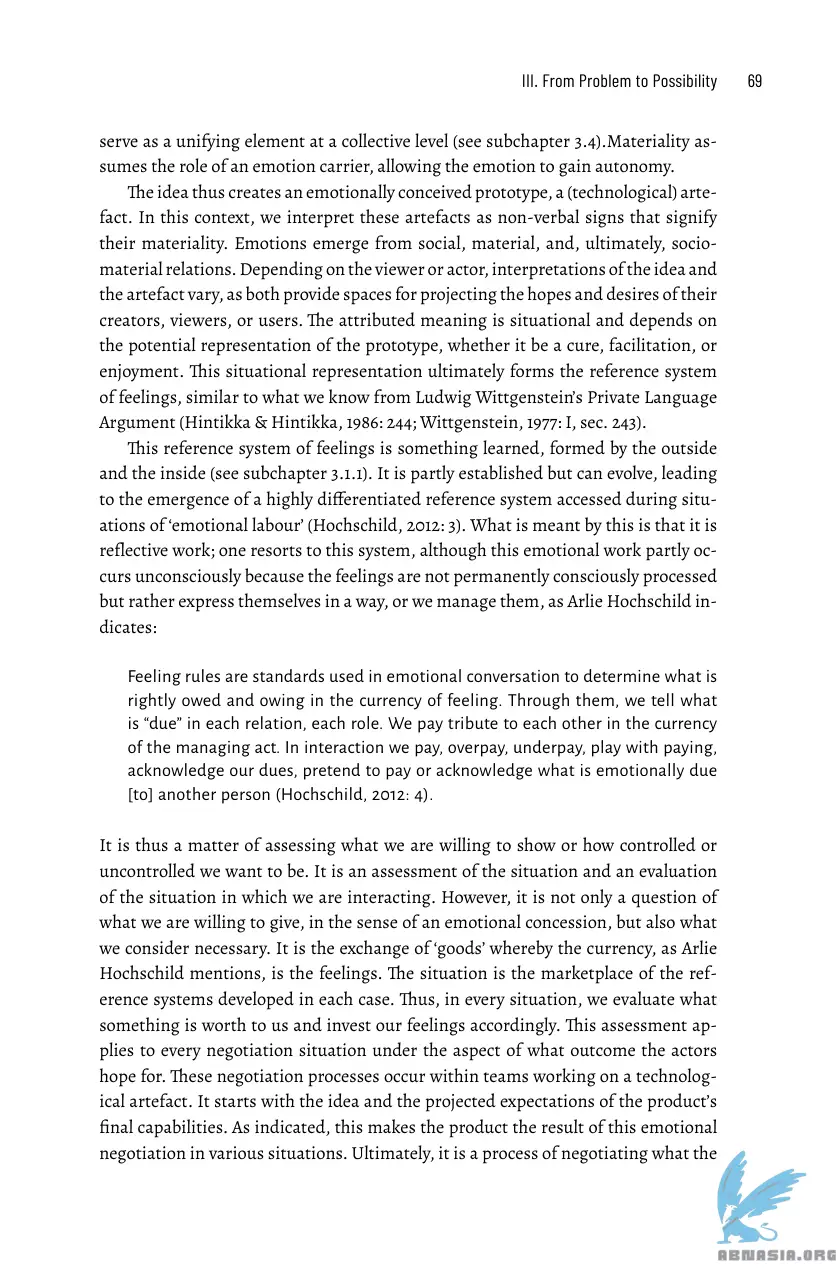 III. From Problem to Possibility 69
serve as a unifying element at a collective level (see subchapter 3.4).Materiality as-
sumes the role of an emotion carrier, allowing the emotion to gain autonomy.
The idea thus creates an emotionally conceived prototype, a (technological) arte-
fact. In this context, we interpret these artefacts as non-verbal signs that signify
their materiality. Emotions emerge from social, material, and, ultimately, socio-
material relations. Depending on the viewer or actor, interpretations of the idea and
the artefact vary, as both provide spaces for projecting the hopes and desires of their
creators, viewers, or users. The attributed meaning is situational and depends on
the potential representation of the prototype, whether it be a cure, facilitation, or
enjoyment. This situational representation ultimately forms the reference system
of feelings, similar to what we know from Ludwig Wittgenstein’s Private Language
Argument (Hintikka & Hintikka, 1986: 244; Wittgenstein, 1977: I, sec. 243).
This reference system of feelings is something learned, formed by the outside
and the inside (see subchapter 3.1.1). It is partly established but can evolve, leading
to the emergence of a highly differentiated reference system accessed during situ-
ations of ‘emotional labour’ (Hochschild, 2012: 3). What is meant by this is that it is
reflective work; one resorts to this system, although this emotional work partly oc-
curs unconsciously because the feelings are not permanently consciously processed
but rather express themselves in a way, or we manage them, as Arlie Hochschild in-
dicates:
Feeling rules are standards used in emotional conversation to determine what is
rightly owed and owing in the currency of feeling. Through them, we tell what
is “due” in each relation, each role. We pay tribute to each other in the currency
of the managing act. In interaction we pay, overpay, underpay, play with paying,
acknowledge our dues, pretend to pay or acknowledge what is emotionally due
[to] another person (Hochschild, 2012: 4).
It is thus a matter of assessing what we are willing to show or how controlled or
uncontrolled we want to be. It is an assessment of the situation and an evaluation
of the situation in which we are interacting. However, it is not only a question of
what we are willing to give, in the sense of an emotional concession, but also what
we consider necessary. It is the exchange of ‘goods’ whereby the currency, as Arlie
Hochschild mentions, is the feelings. The situation is the marketplace of the ref-
erence systems developed in each case. Thus, in every situation, we evaluate what
something is worth to us and invest our feelings accordingly. This assessment ap-
plies to every negotiation situation under the aspect of what outcome the actors
hope for. These negotiation processes occur within teams working on a technolog-
ical artefact. It starts with the idea and the projected expectations of the product’s
final capabilities. As indicated, this makes the product the result of this emotional
negotiation in various situations. Ultimately, it is a process of negotiating what the
ABNASIA.ORG